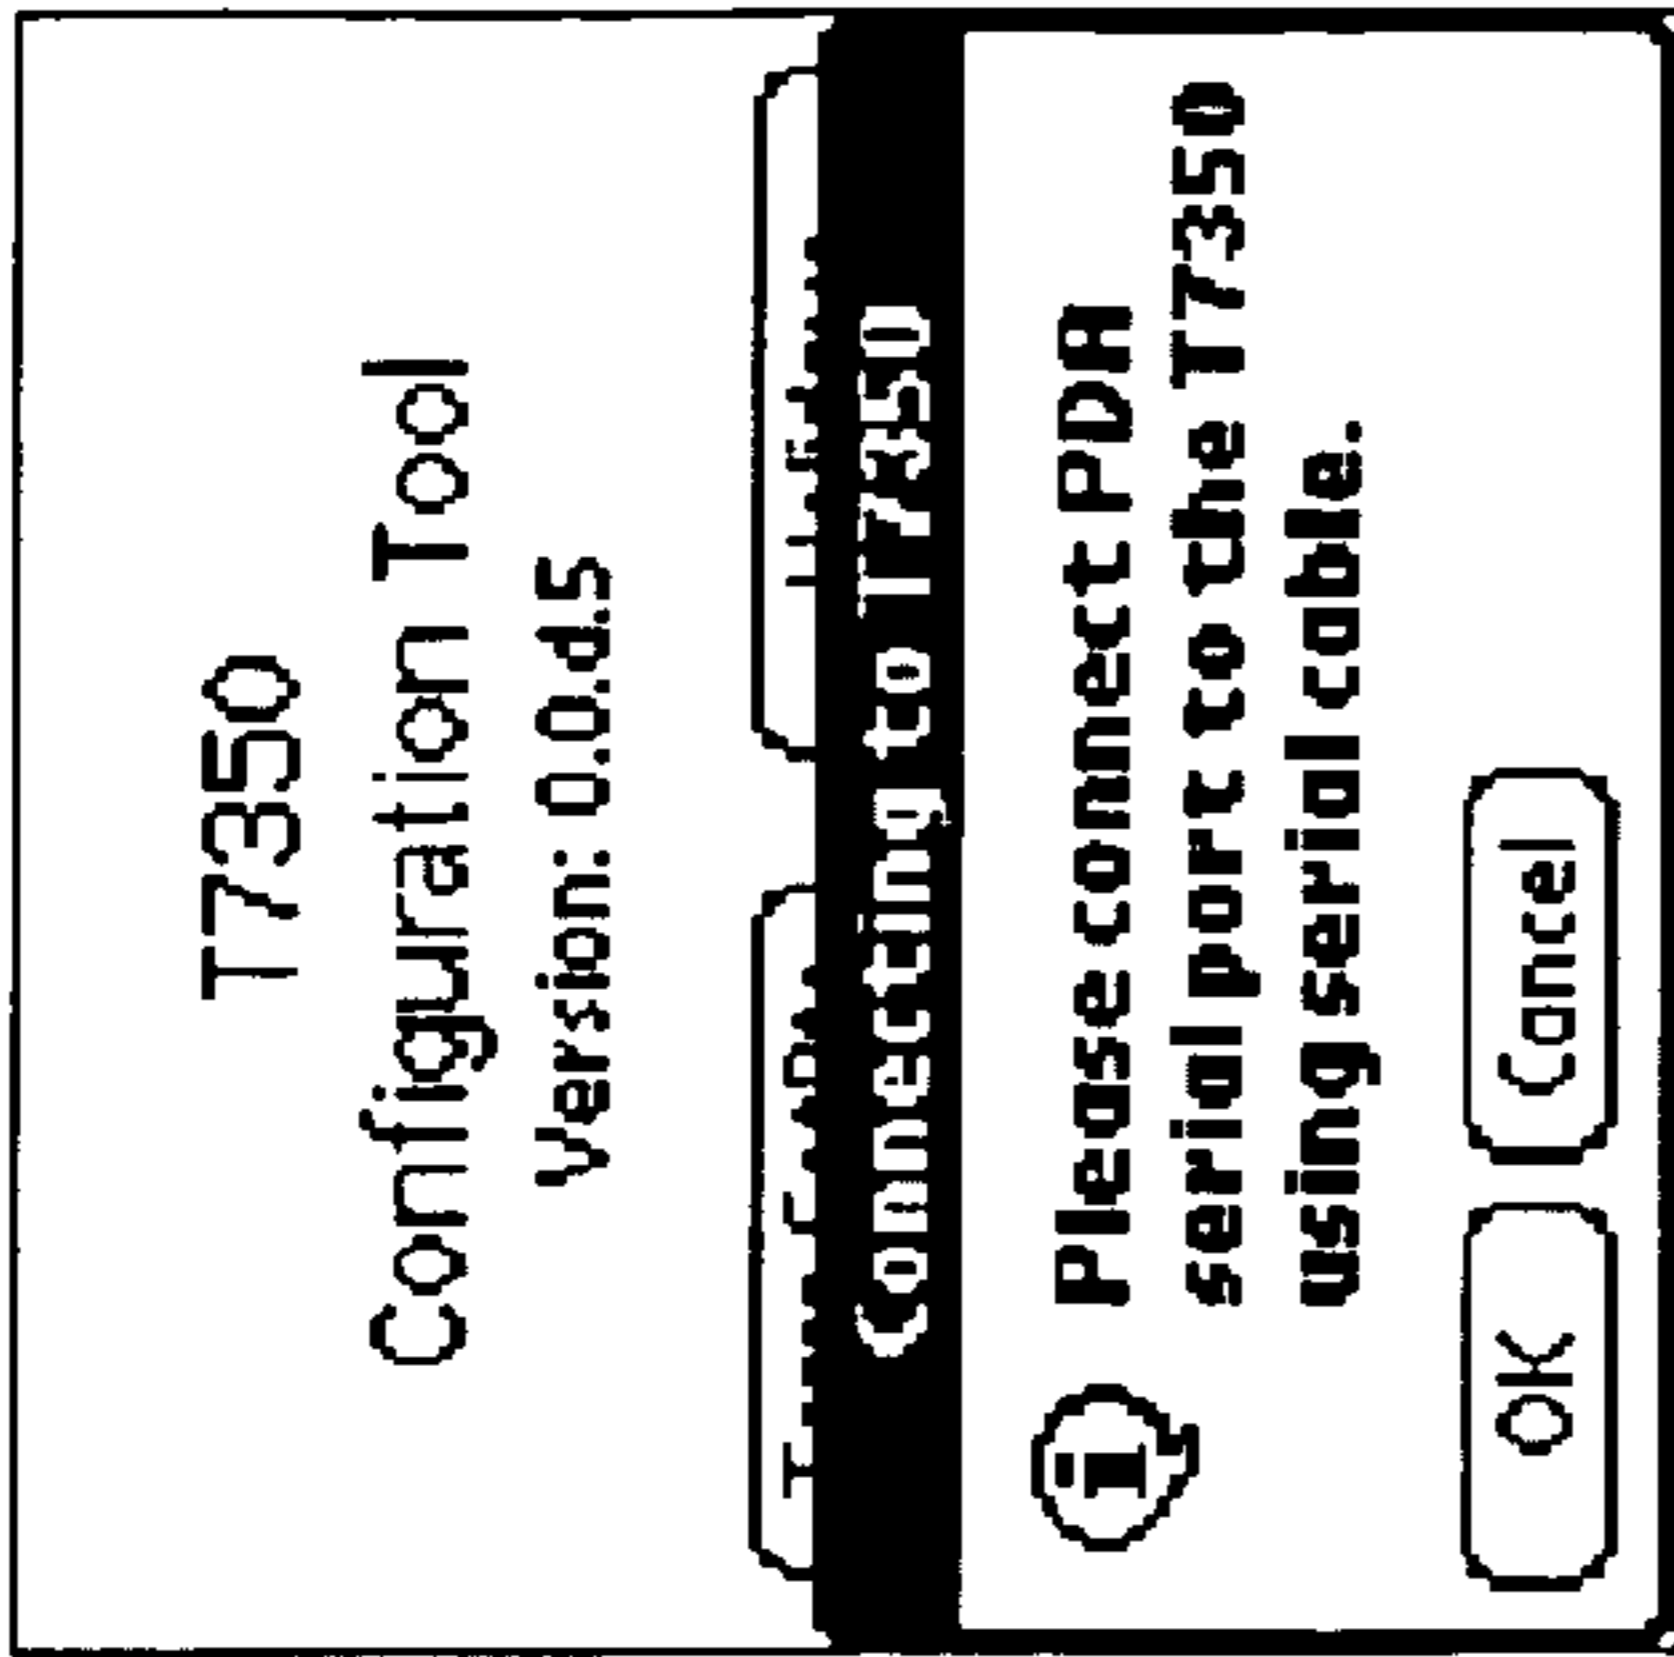 T7350
Configuration Tool
Version: 0.0.d.5
Connecting to T7350
Please connect PDA
serial port to the T7350
using serial cable.
OK
Cancel